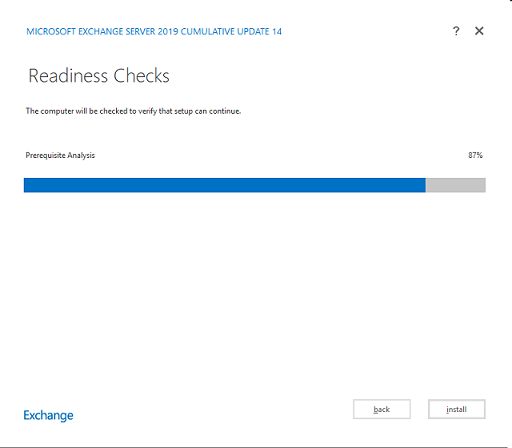 MICROSOFT EXCHANGE SERVER 2019 CUMULATIVE UPDATE 14
?
Readiness Checks
The computer will be checked to verify that setup can continue.
Prerequisite Analysis 87%
Exchange
back
install